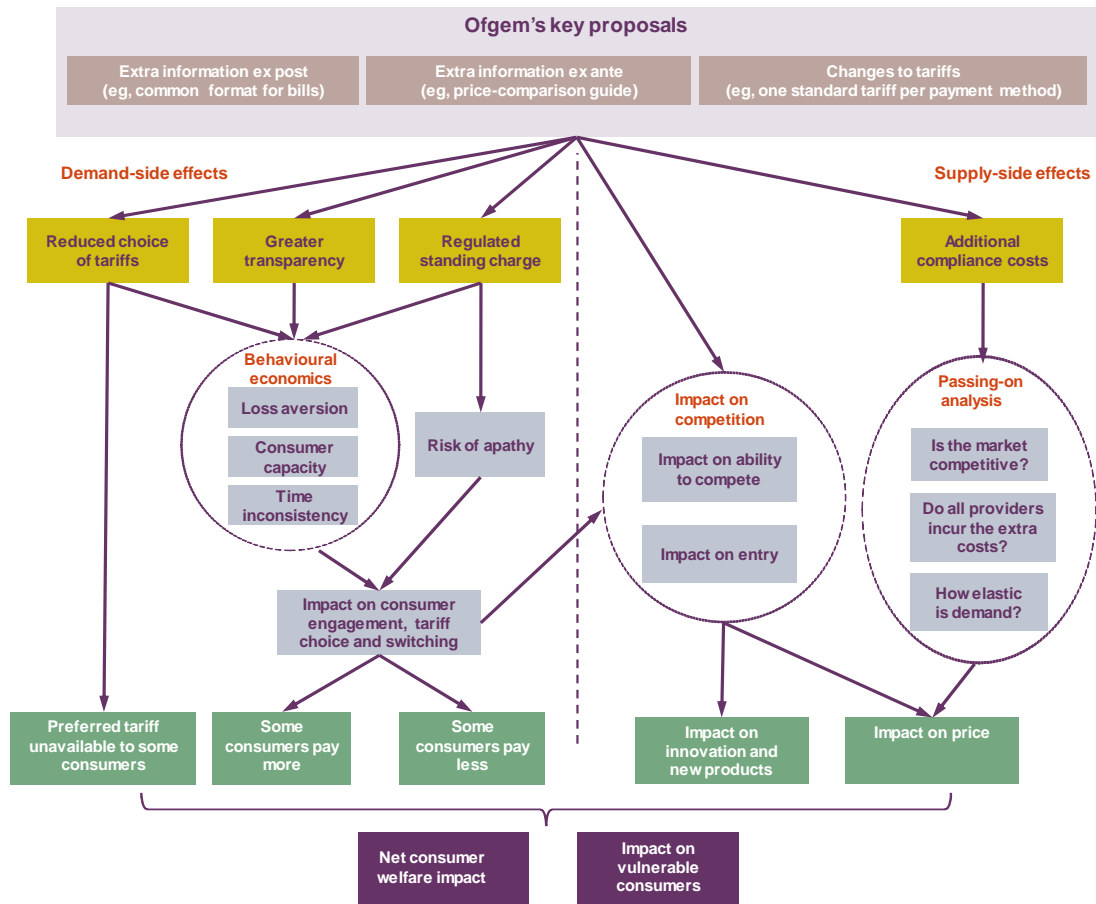 Ofgem's key proposals
Extra information ex post
(eg, common format for bills)
Extra information ex ante
(eg, price-comparison guide)
Changes to tariffs
(eg, one standard tariff per payment method)
Demand-side effects
Supply-side effects
Reduced choice
of tariffs
Greater
transparency
Regulated
standing charge
Additional
compliance costs
Behavioural
economics
Loss aversion
Consumer
capacity
Time
inconsistency
Risk of apathy
Impact on
competition
Impact on ability
to compete
Impact on entry
Passing-on
analysis
Is the market
competitive?
Do all providers
incur the extra
costs?
How elastic
is demand?
Impact on consumer
engagement, tariff
choice and switching
Preferred tariff
unavailable to some
consumers
Some
consumers pay
more
Some
consumers pay
less
Impact on
innovation and
new products
Impact on price
Net consumer
welfare impact
Impact on
vulnerable
consumers